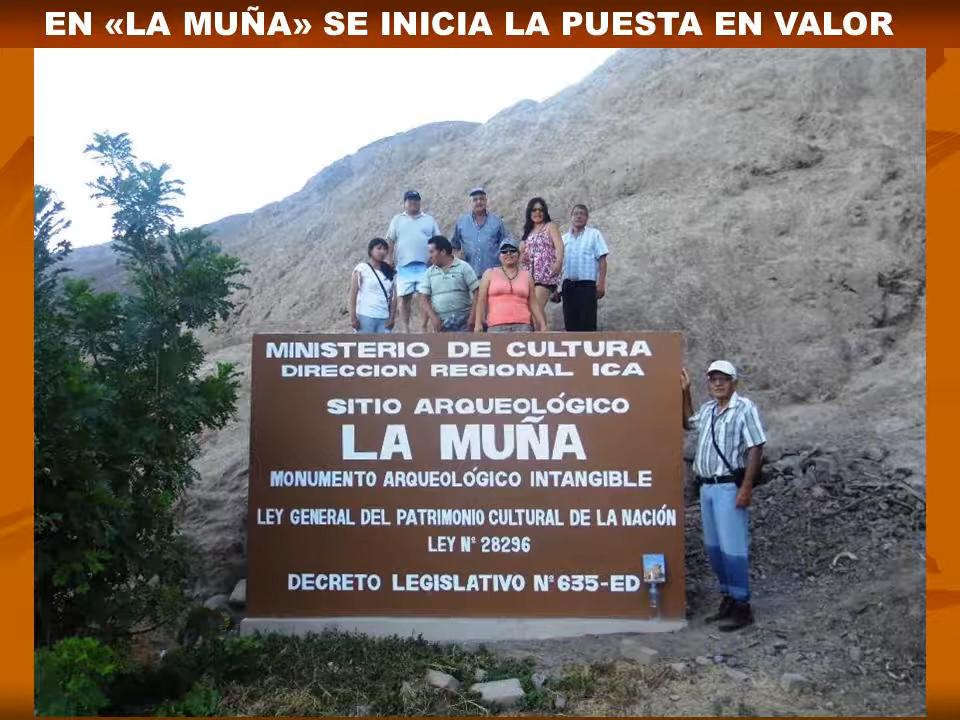 EN «LA MUÑA» SE INICIA LA PUESTA EN VALOR
MINISTERIO DE CULTURA
DIRECCION REGIONAL ICA
SITIO ARQUEOLÓGICO
LA MUÑA
MONUMENTO ARQUEOLÓGICO INTANGIBLE
LEY GENERAL DEL PATRIMONIO CULTURAL DE LA NACIÓN
LEY N° 28296
DECRETO LEGISLATIVO N° 635-ED